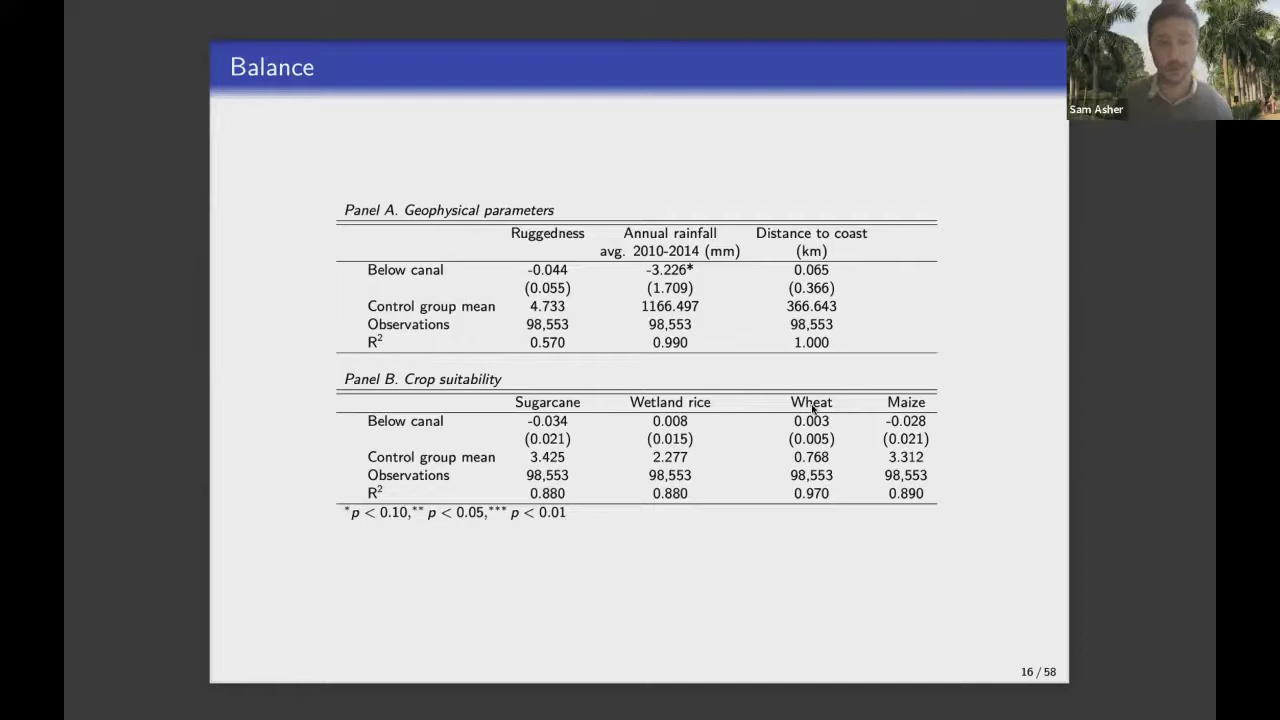 Balance
Sam Asher
Panel A. Geophysical parameters
Ruggedness Annual rainfall Distance to coast
avg. 2010-2014 (mm) (km)
Below canal -0.044 -3.226* 0.065
(0.055) (1.709) (0.366)
Control group mean 4.733 1166.497 366.643
Observations 98,553 98,553 98,553
R² 0.570 0.990 1.000
Panel B. Crop suitability
Sugarcane Wetland rice Wheat Maize
Below canal -0.034 0.008 0.003 -0.028
(0.021) (0.015) (0.005) (0.021)
Control group mean 3.425 2.277 0.768 3.312
Observations 98,553 98,553 98,553 98,553
R² 0.880 0.880 0.970 0.890
*p < 0.10,** p < 0.05,*** p < 0.01
16 / 58